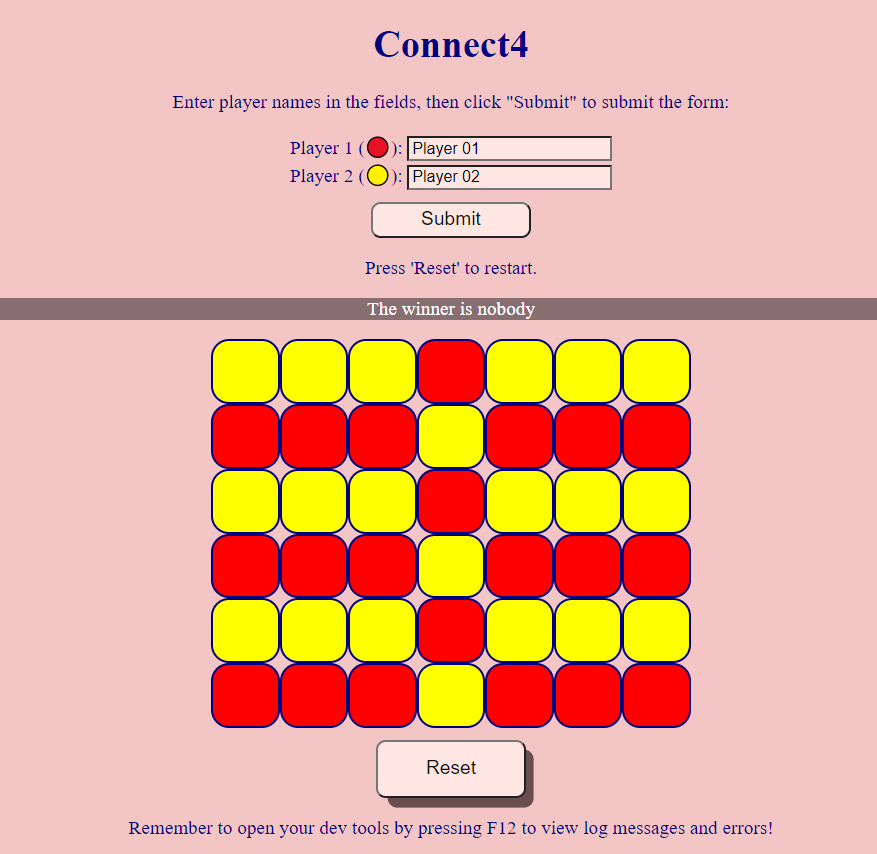 Connect4
Enter player names in the fields, then click "Submit" to submit the form:
Player 1 (🔴): Player 01
Player 2 (🟡): Player 02
Submit
Press 'Reset' to restart.
The winner is nobody
Reset
Remember to open your dev tools by pressing F12 to view log messages and errors!